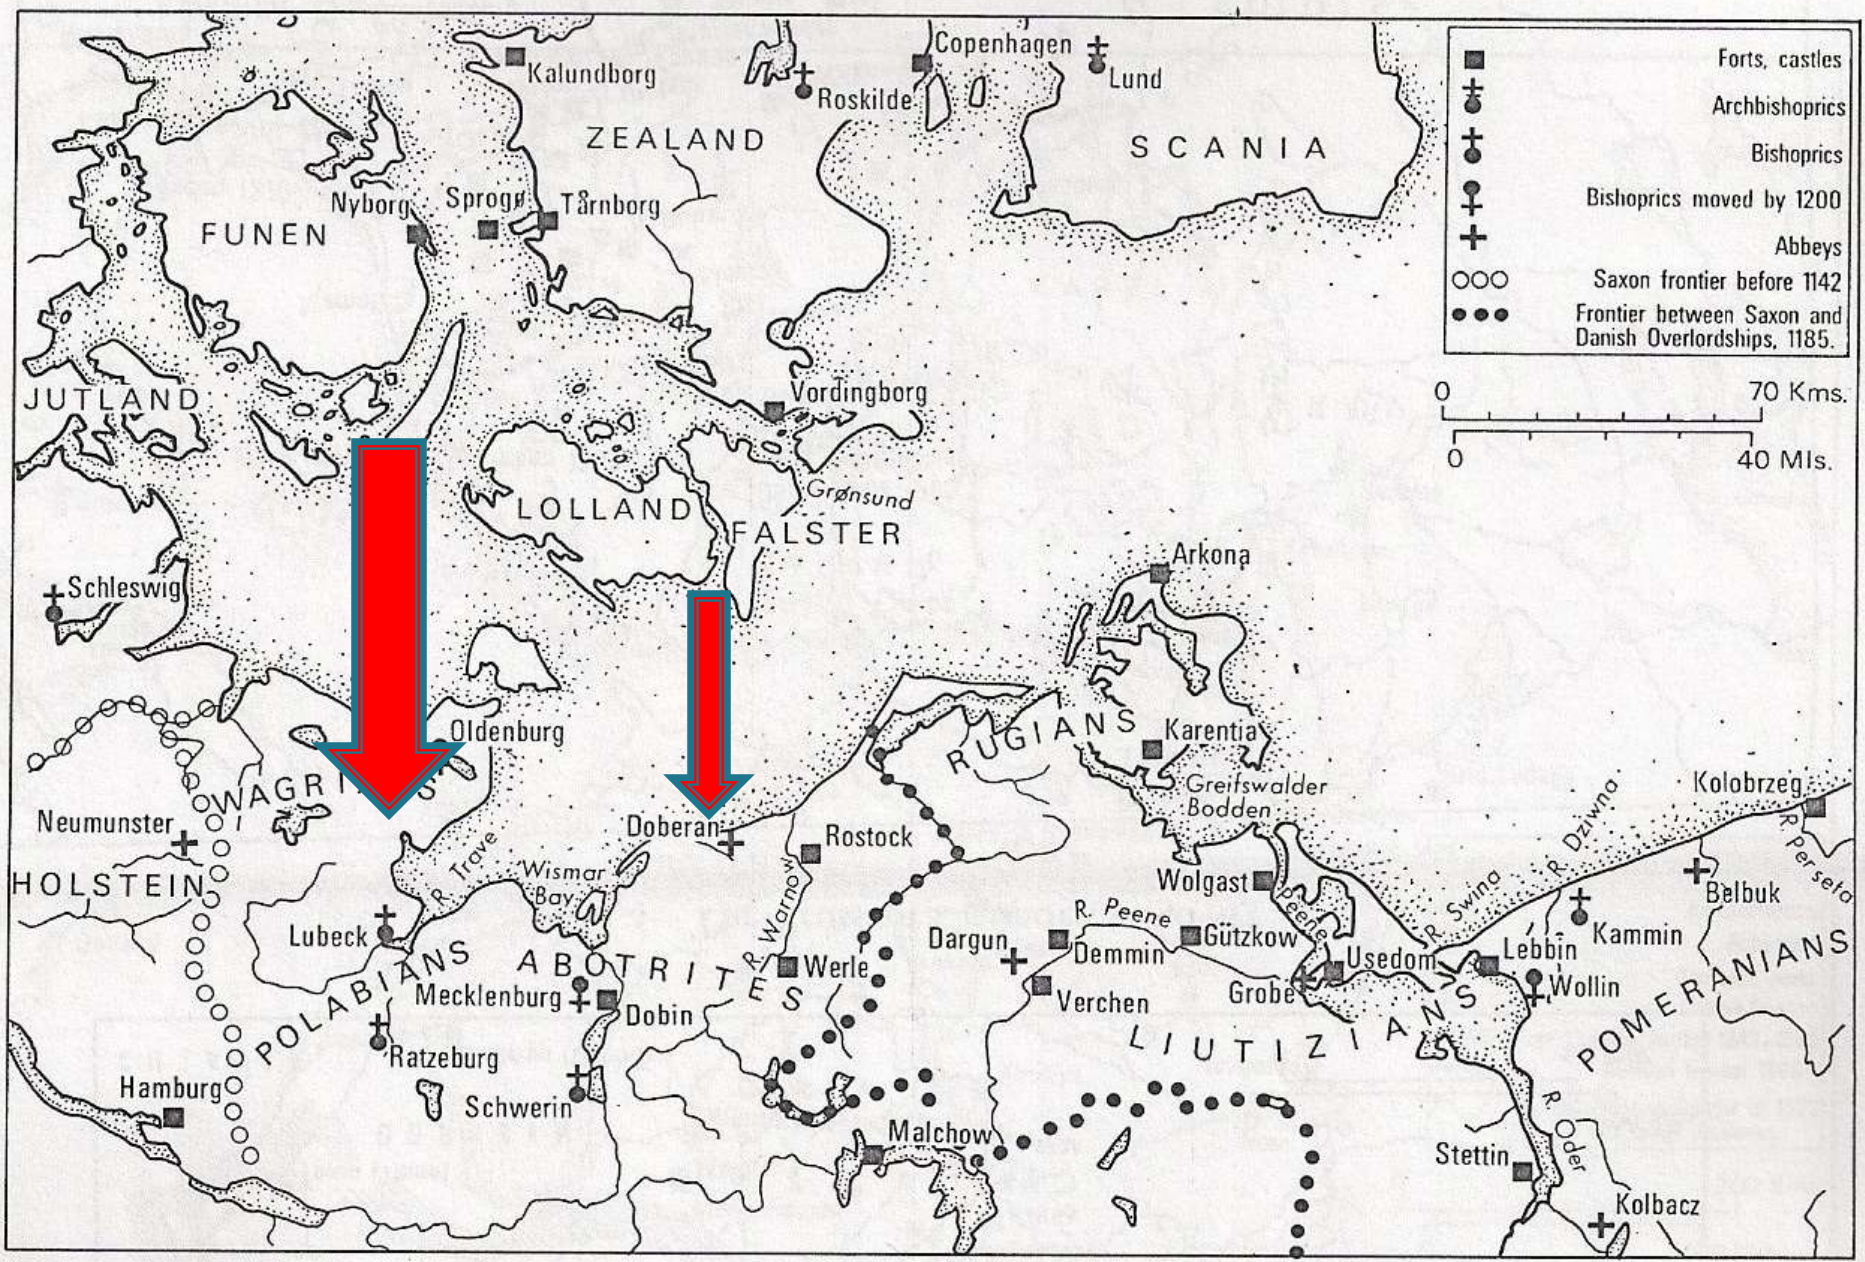 Copenhagen
Lund
Kalundborg
Roskilde
ZEALAND
SCANIA
Nyborg
Sprogø
Tårnborg
FUNEN
Forts, castles
Archbishoprics
Bishoprics
Bishoprics moved by 1200
Abbeys
Saxon frontier before 1142
Frontier between Saxon and
Danish Overlordships, 1185.
0 70 Kms.
0 40 Mls.
JUTLAND
Vordingborg
Grønsund
LOLLAND
FALSTER
Schleswig
Arkona
Oldenburg
RUGIANS
Karentia
Greifswalder
Bodden
Kolobrzeg
R. Perseta
R. Dziwna
R. Swina
Neumunster
HOLSTEIN
R. Trave
Wismar
Bay
Doberan
Rostock
R. Warnow
Wolgast
Peene
R. Peene
Belbuk
Kammin
Lubeck
POLABIANS
ABOTRITES
Werle
Dargun
Demmin
Gützkow
Usedom
Lebbin
Wollin
POMERANIANS
Mecklenburg
Dobin
Verchen
Grobe
LIUTIZIANS
Ratzeburg
Hamburg
Schwerin
Malchow
Stettin
R. Oder
Kolbacz